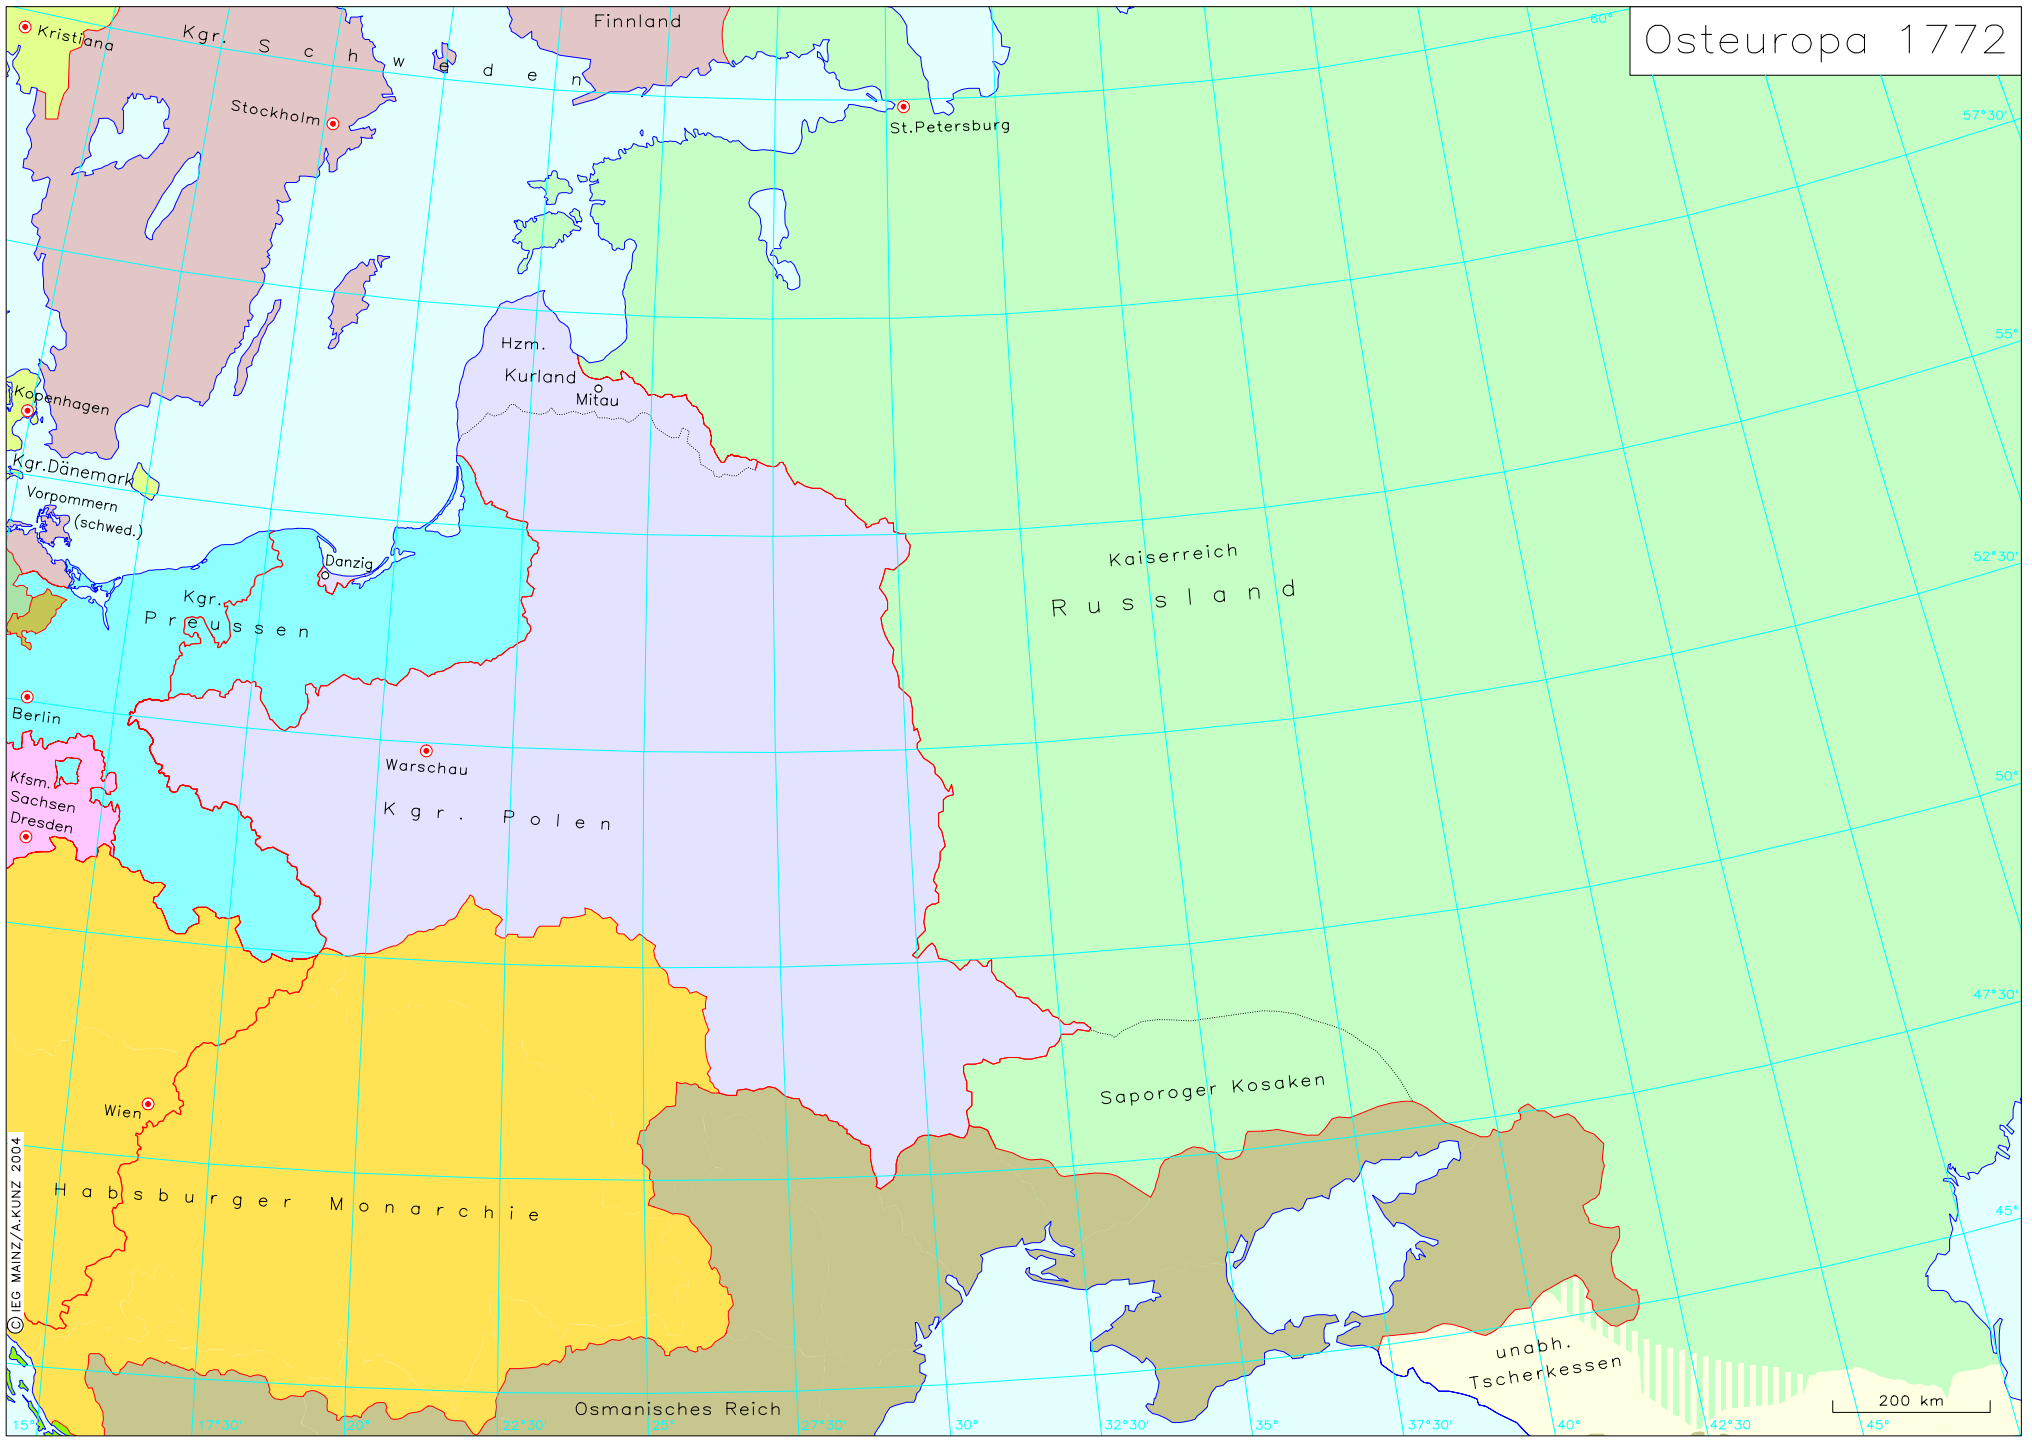 Osteuropa 1772
Finnland
Kristiana
Kgr. Schweden
Stockholm
St.Petersburg
60°
57°30'
55°
52°30'
50°
47°30'
45°
Hzm.
Kurland
Mitau
Kopenhagen
Kgr.Dänemark
Vorpommern
(schwed.)
Danzig
Kgr.
Preussen
Kaiserreich
Russland
Berlin
Warschau
Kgr. Polen
Kfsm.
Sachsen
Dresden
Saporoger Kosaken
Wien
Habsburger Monarchie
unabh.
Tscherkessen
Osmanisches Reich
200 km
15°
17°30'
20°
22°30'
25°
27°30'
30°
32°30'
35°
37°30'
40°
42°30'
45°
© IEG MAINZ/A.KUNZ 2004